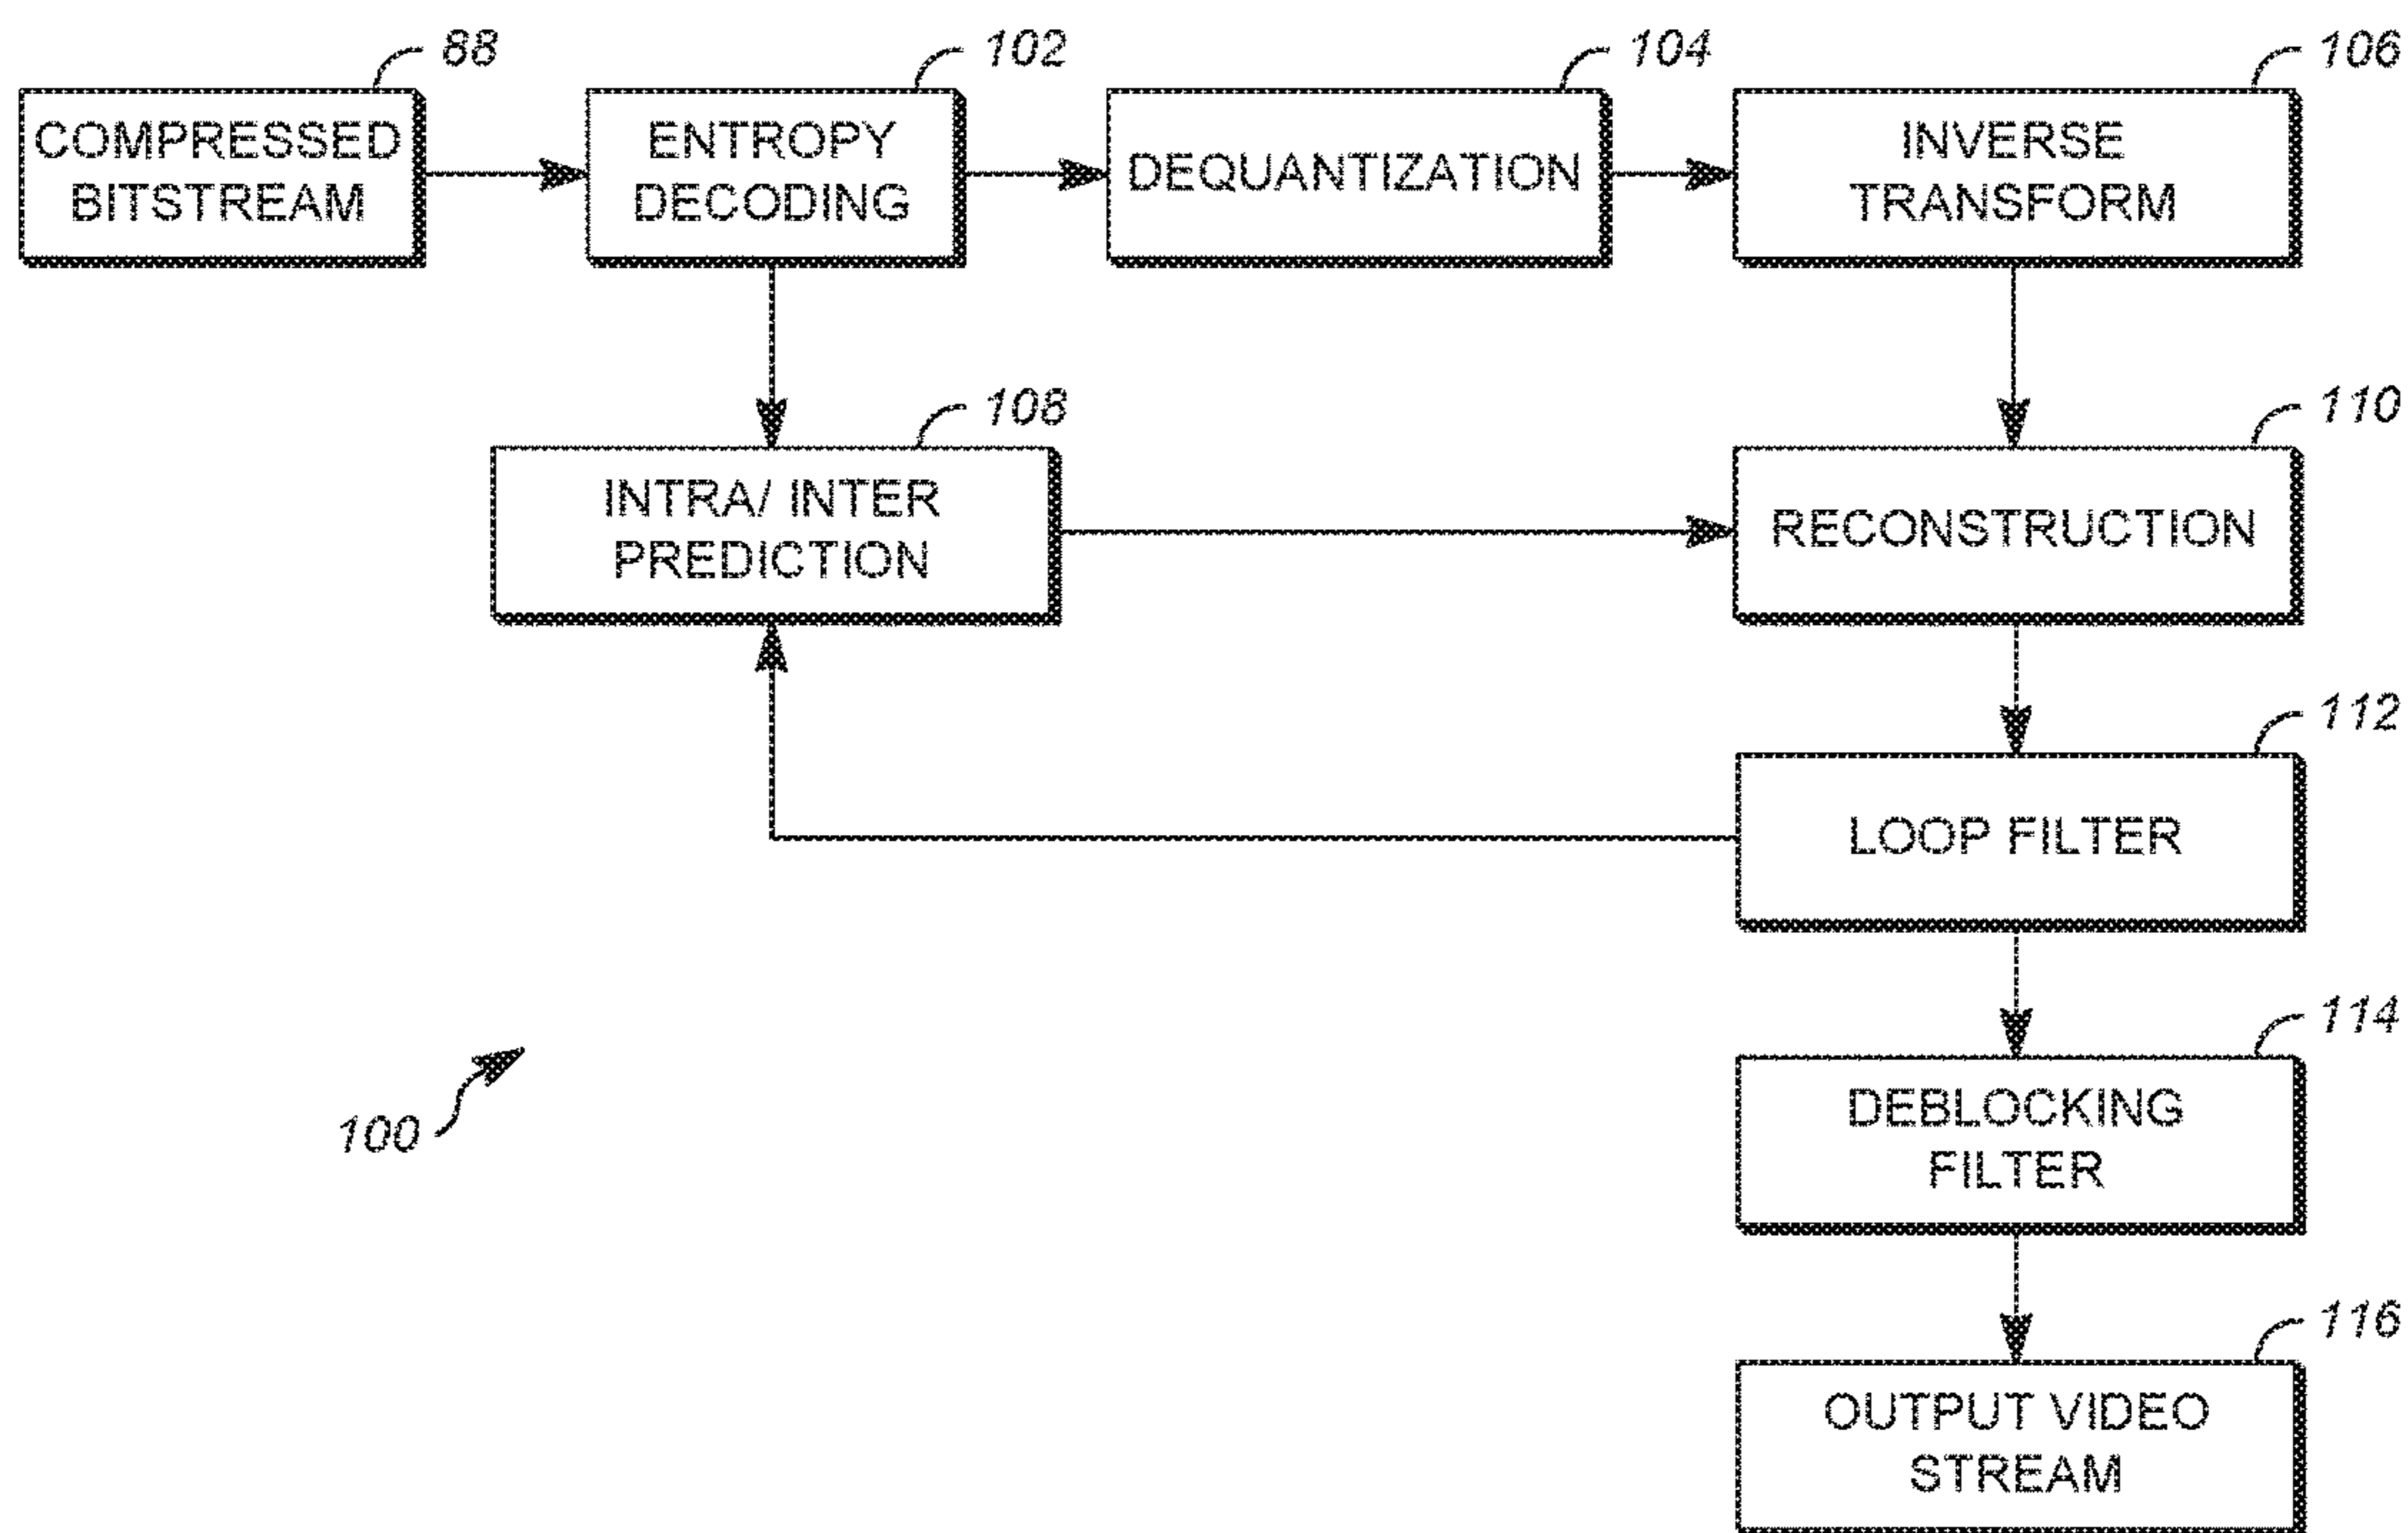 88
102
104
106
COMPRESSED
BITSTREAM
ENTROPY
DECODING
DEQUANTIZATION
INVERSE
TRANSFORM
108
110
INTRA/ INTER
PREDICTION
RECONSTRUCTION
112
LOOP FILTER
114
100
DEBLOCKING
FILTER
116
OUTPUT VIDEO
STREAM